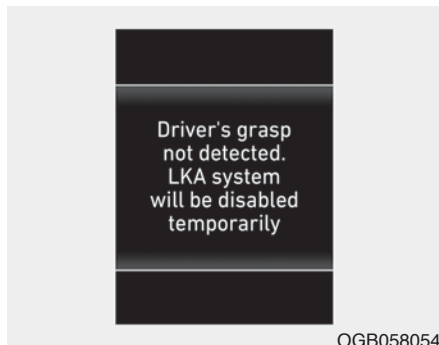 Driver's grasp
not detected.
LKA system
will be disabled
temporarily
OGB058054